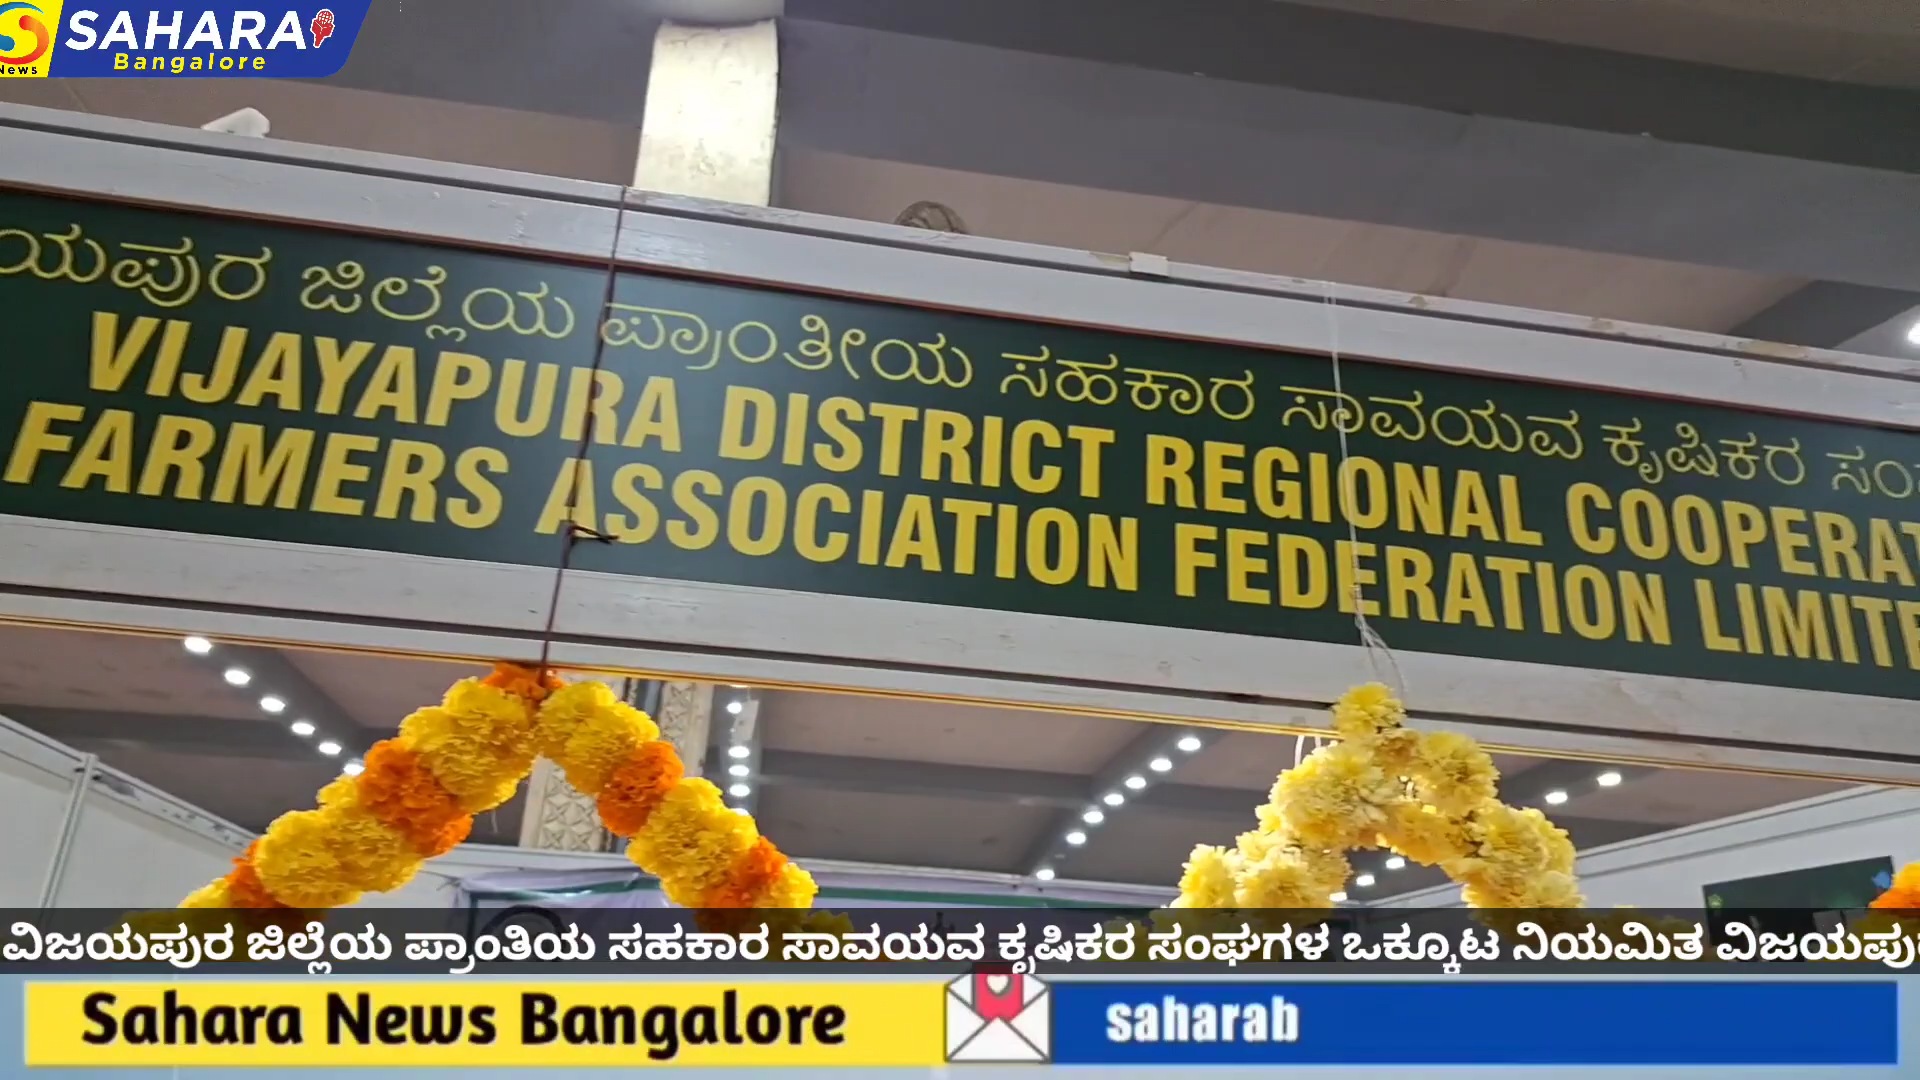 SAHARA
Bangalore
News
ಯಪುರ ಜಿಲ್ಲೆಯ ಪ್ರಾಂತೀಯ ಸಹಕಾರ ಸಾವಯವ ಕೃಷಿಕರ
VIJAYAPURA DISTRICT REGIONAL COOPERAT
FARMERS ASSOCIATION FEDERATION LIMITE
ವಿಜಯಪುರ ಜಿಲ್ಲೆಯ ಪ್ರಾಂತಿಯ ಸಹಕಾರ ಸಾವಯವ ಕೃಷಿಕರ ಸಂಘಗಳ ಒಕ್ಕೂಟ ನಿಯಮಿತ ವಿಜಯಪು
Sahara News Bangalore
saharab